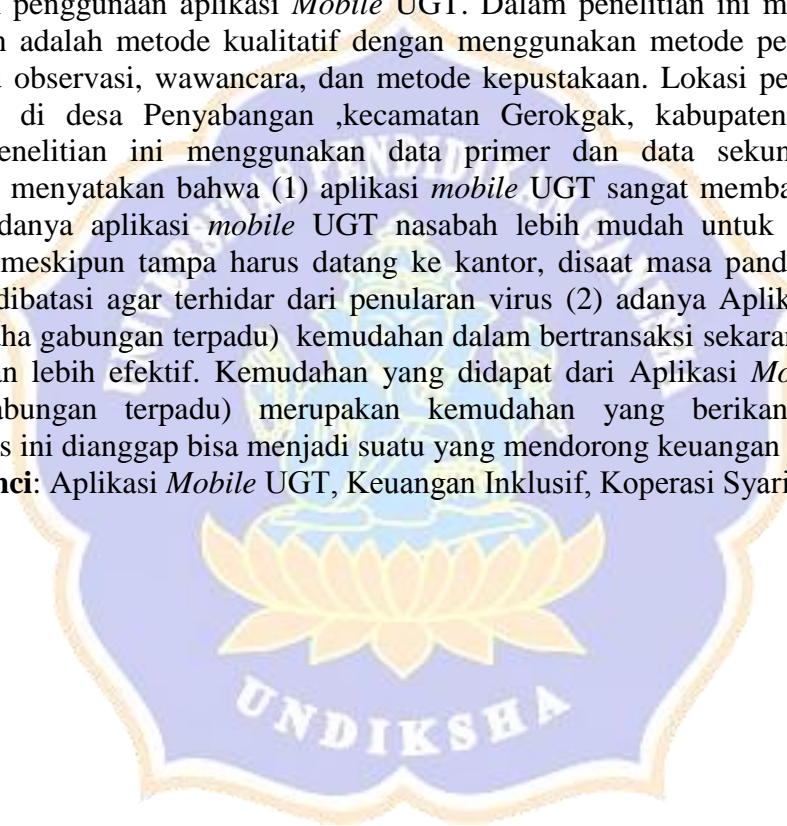 penggunaan aplikasi Mobile UGT. Dalam penelitian ini m
adalah metode kualitatif dengan menggunakan metode pe
observasi, wawancara, dan metode kepustakaan. Lokasi pe
di desa Penyabangan ,kecamatan Gerokgak, kabupaten
enelitian ini menggunakan data primer dan data sekun
menyatakan bahwa (1) aplikasi mobile UGT sangat memba
danya aplikasi mobile UGT nasabah lebih mudah untuk
meskipun tampa harus datang ke kantor, disaat masa pand
dibatasi agar terhidar dari penularan virus (2) adanya Aplik
ha gabungan terpadu) kemudahan dalam bertransaksi sekaran
an lebih efektif. Kemudahan yang didapat dari Aplikasi Mo
abungan terpadu) merupakan kemudahan yang berikan
s ini dianggap bisa menjadi suatu yang mendorong keuangan
nci: Aplikasi Mobile UGT, Keuangan Inklusif, Koperasi Syari
UNIVERSITAS PENDIDIKAN GANESHA
UNDIKSHA